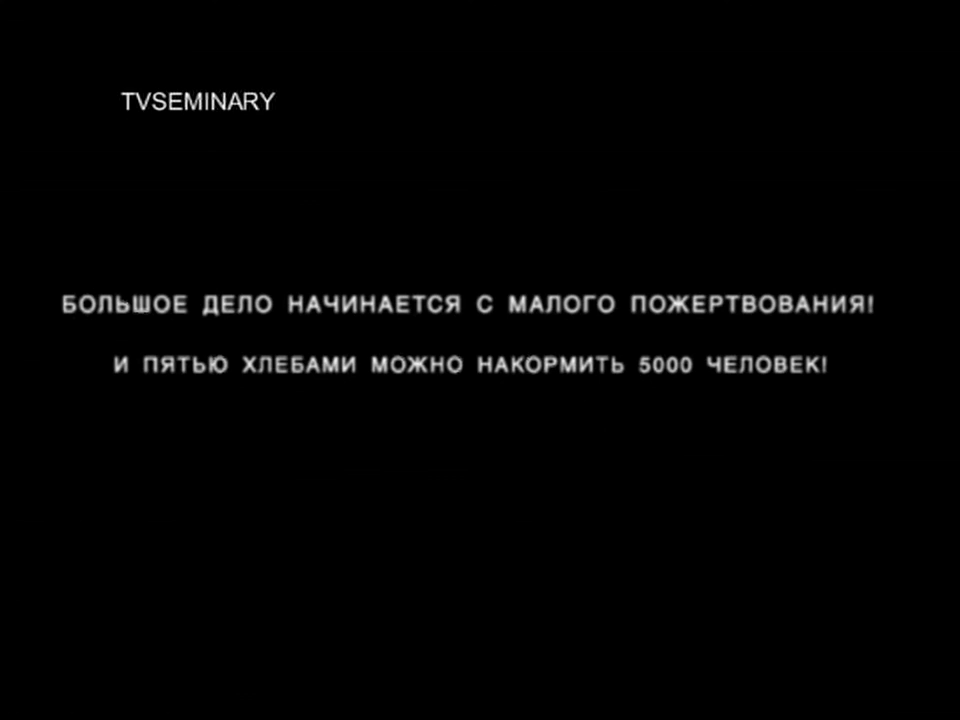 TVSEMINARY
БОЛЬШОЕ ДЕЛО НАЧИНАЕТСЯ С МАЛОГО ПОЖЕРТВОВАНИЯ!
И ПЯТЬЮ ХЛЕБАМИ МОЖНО НАКОРМИТЬ 5000 ЧЕЛОВЕК!